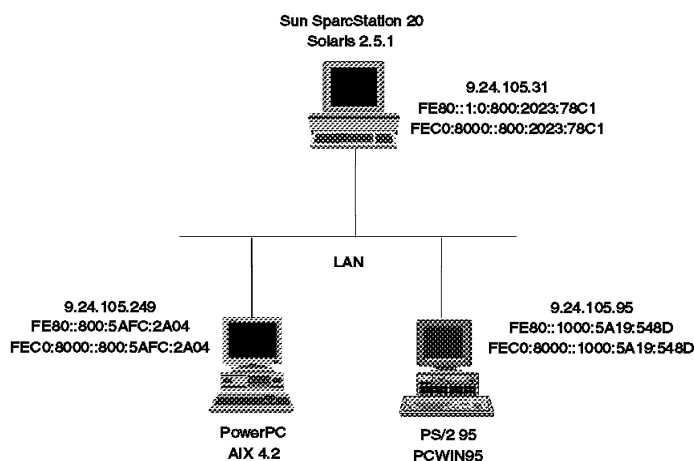 Sun SparcStation 20
Solaris 2.5.1
9.24.105.31
FE80::1:0:800:2023:78C1
FEC0:8000::800:2023:78C1
LAN
9.24.105.249
FE80::800:5AFC:2A04
FEC0:8000::800:5AFC:2A04
PowerPC
AIX 4.2
9.24.105.95
FE80::1000:5A19:548D
FEC0:8000::1000:5A19:548D
PS/2 95
PCWIN95